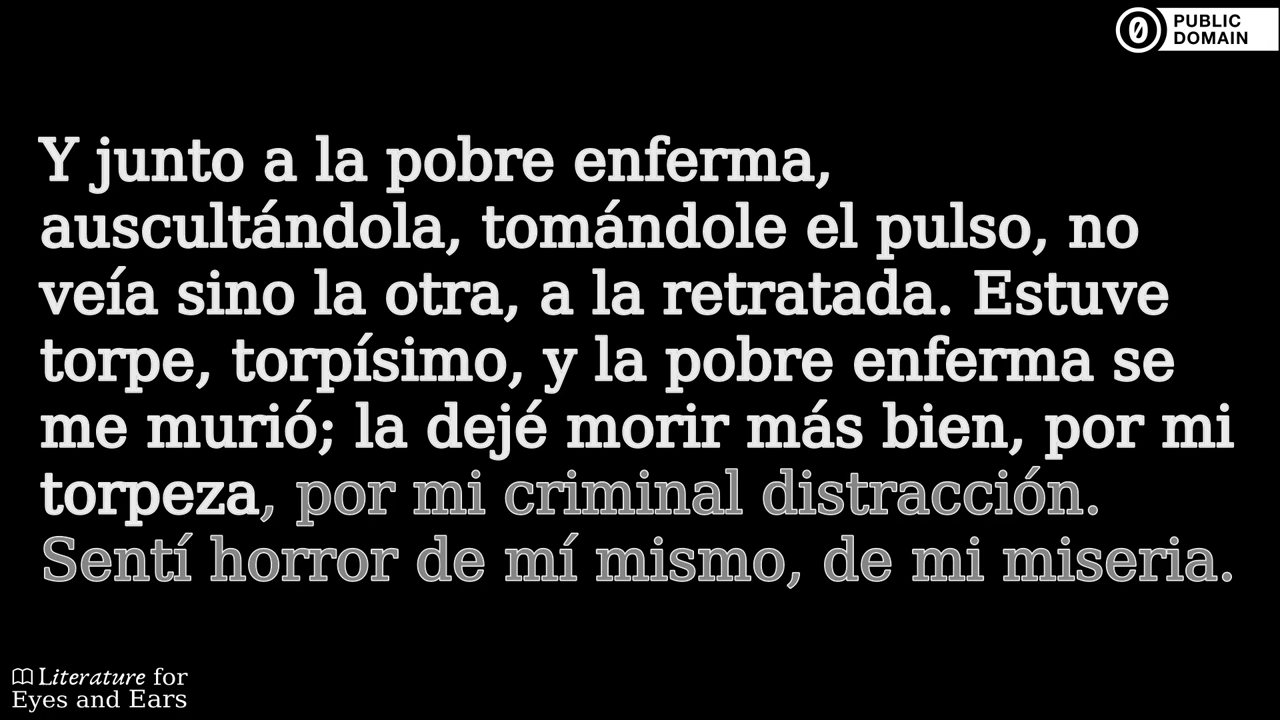 PUBLIC
DOMAIN
Y junto a la pobre enferma,
auscultándola, tomándole el pulso, no
veía sino la otra, a la retratada. Estuve
torpe, torpísimo, y la pobre enferma se
me murió; la dejé morir más bien, por mi
torpeza, por mi criminal distracción.
Sentí horror de mí mismo, de mi miseria.
Literature for
Eyes and Ears